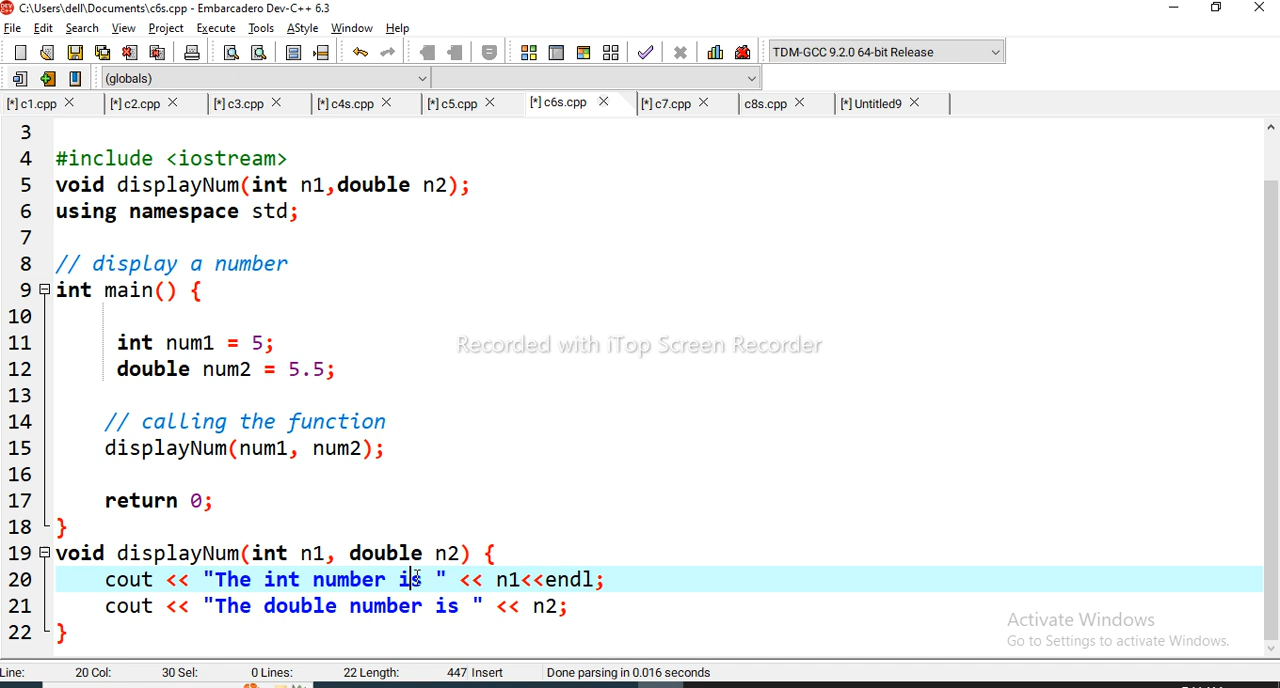 C:\Users\dell\Documents\c6s.cpp - Embarcadero Dev-C++ 6.3
File Edit Search View Project Execute Tools AStyle Window Help
TDM-GCC 9.2.0 64-bit Release
(globals)
[*] c1.cpp [*] c2.cpp [*] c3.cpp [*] c4s.cpp [*] c5.cpp [*] c6s.cpp [*] c7.cpp c8s.cpp [*] Untitled9
3
4 #include <iostream>
5 void displayNum(int n1,double n2);
6 using namespace std;
7
8 // display a number
9 int main() {
10
11 int num1 = 5;
Recorded with iTop Screen Recorder
12 double num2 = 5.5;
13
14 // calling the function
15 displayNum(num1, num2);
16
17 return 0;
18 }
19 void displayNum(int n1, double n2) {
20 cout << "The int number is " << n1<<endl;
21 cout << "The double number is " << n2;
22 }
Activate Windows
Go to Settings to activate Windows.
Line: 20 Col: 30 Sel: 0 Lines: 22 Length: 447 Insert Done parsing in 0.016 seconds